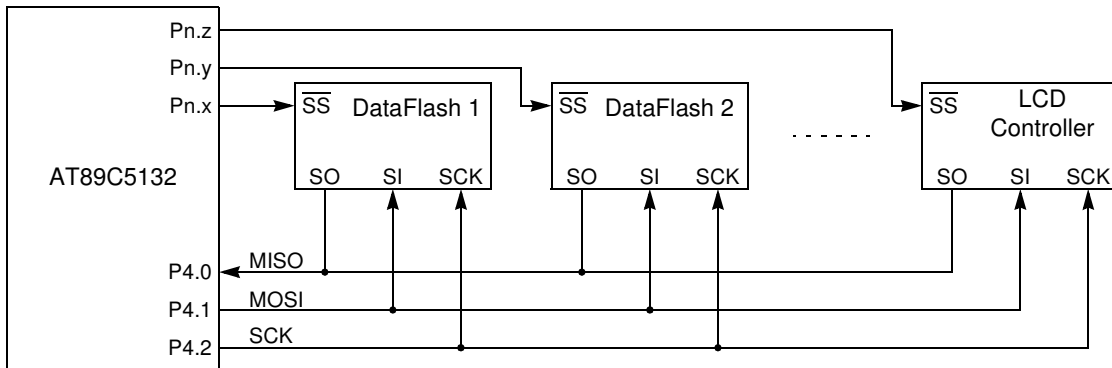 Pn.z
Pn.y
Pn.x
SS DataFlash 1
SS DataFlash 2
SS LCD
Controller
AT89C5132
SO SI SCK
SO SI SCK
SO SI SCK
P4.0 MISO
P4.1 MOSI
P4.2 SCK